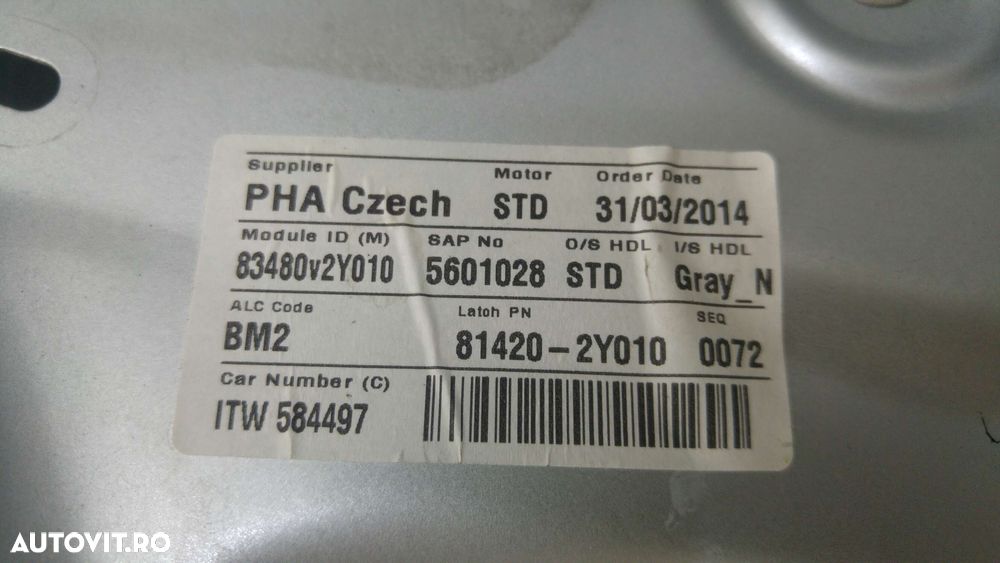 Supplier Motor Order Date
PHA Czech STD 31/03/2014
Module ID (M) SAP No O/S HDL I/S HDL
83480v2Y010 5601028 STD Gray_N
ALC Code Latch PN SEQ
BM2 81420-2Y010 0072
Car Number (C)
ITW 584497
AUTOVIT.RO